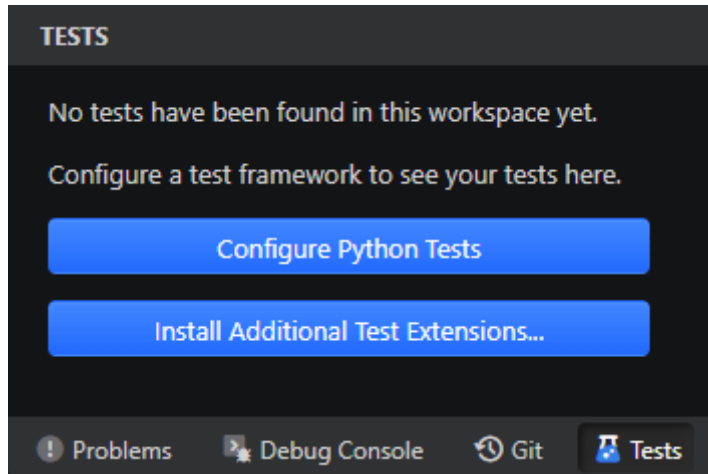 TESTS
No tests have been found in this workspace yet.
Configure a test framework to see your tests here.
Configure Python Tests
Install Additional Test Extensions...
Problems Debug Console Git Tests